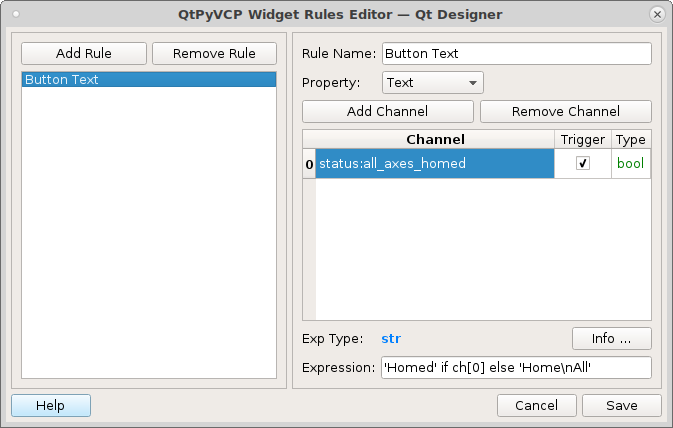 QtPyVCP Widget Rules Editor — Qt Designer
Add Rule Remove Rule
Button Text
Rule Name: Button Text
Property: Text
Add Channel Remove Channel
Channel Trigger Type
0 status:all_axes_homed bool
Exp Type: str Info ...
Expression: 'Homed' if ch[0] else 'Home\nAll'
Help Cancel Save